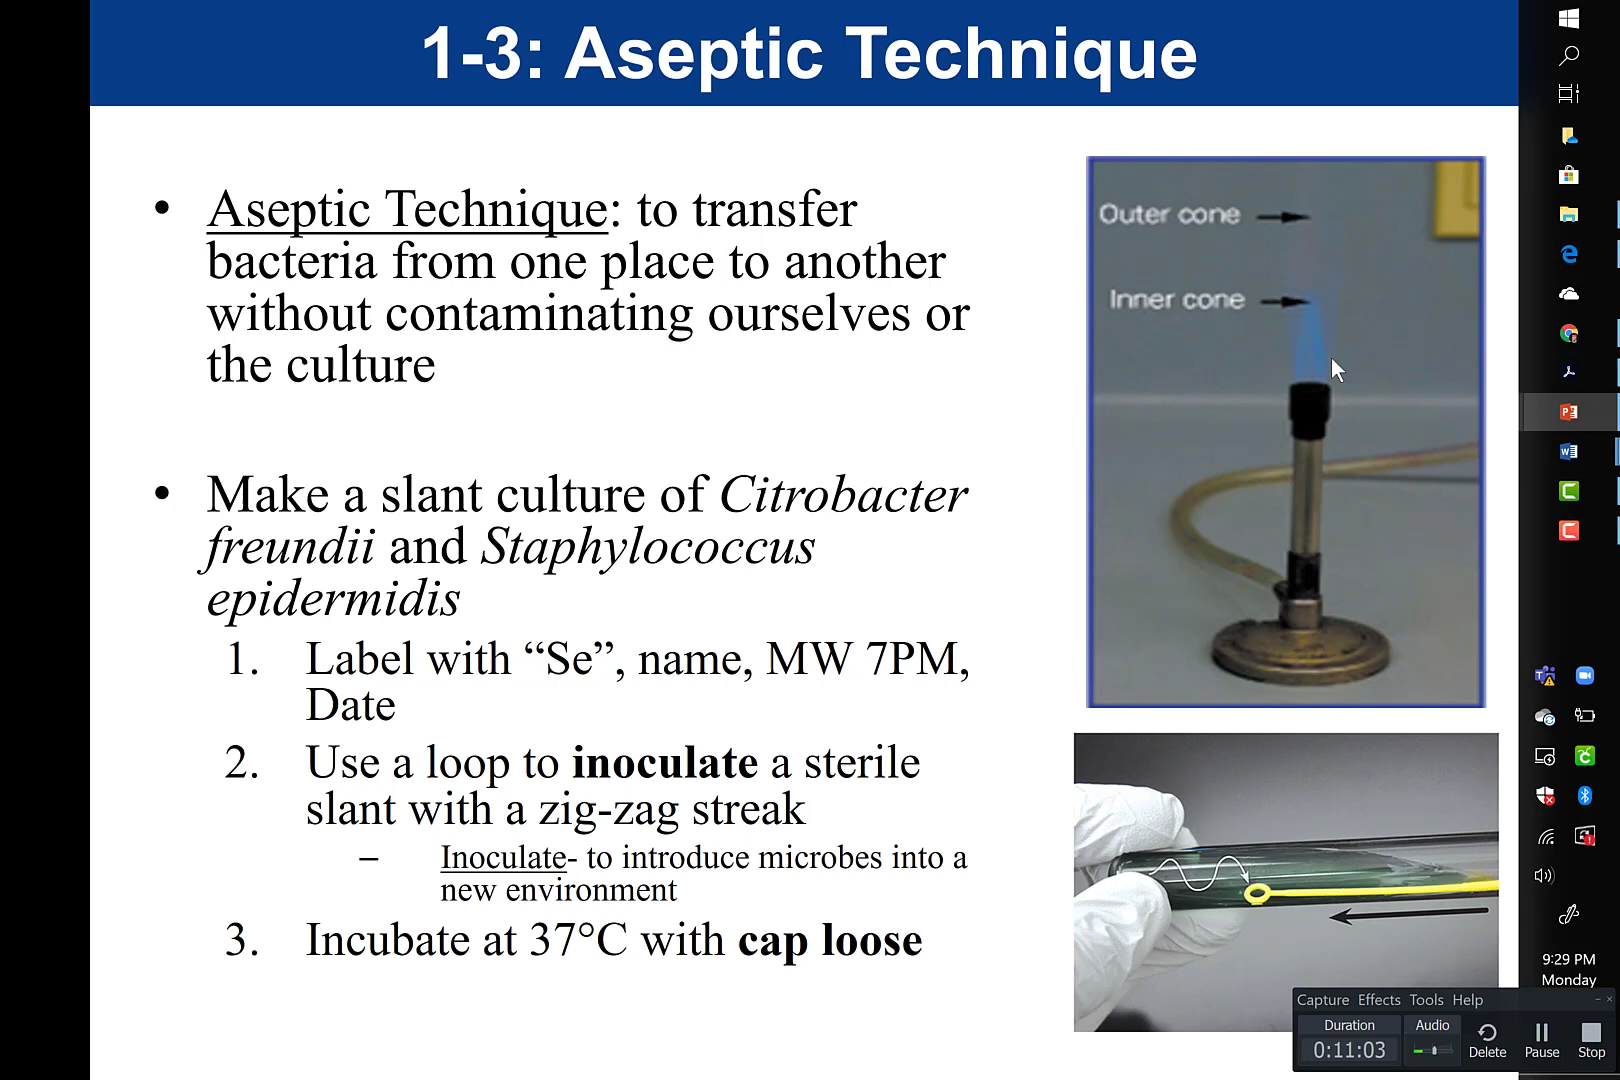 1-3: Aseptic Technique
• Aseptic Technique: to transfer
bacteria from one place to another
without contaminating ourselves or
the culture
• Make a slant culture of Citrobacter
freundii and Staphylococcus
epidermidis
1. Label with “Se”, name, MW 7PM,
Date
2. Use a loop to inoculate a sterile
slant with a zig-zag streak
– Inoculate- to introduce microbes into a
new environment
3. Incubate at 37°C with cap loose
Outer cone
Inner cone
9:29 PM
Monday
Capture Effects Tools Help
Duration
0:11:03
Audio
Delete
Pause
Stop